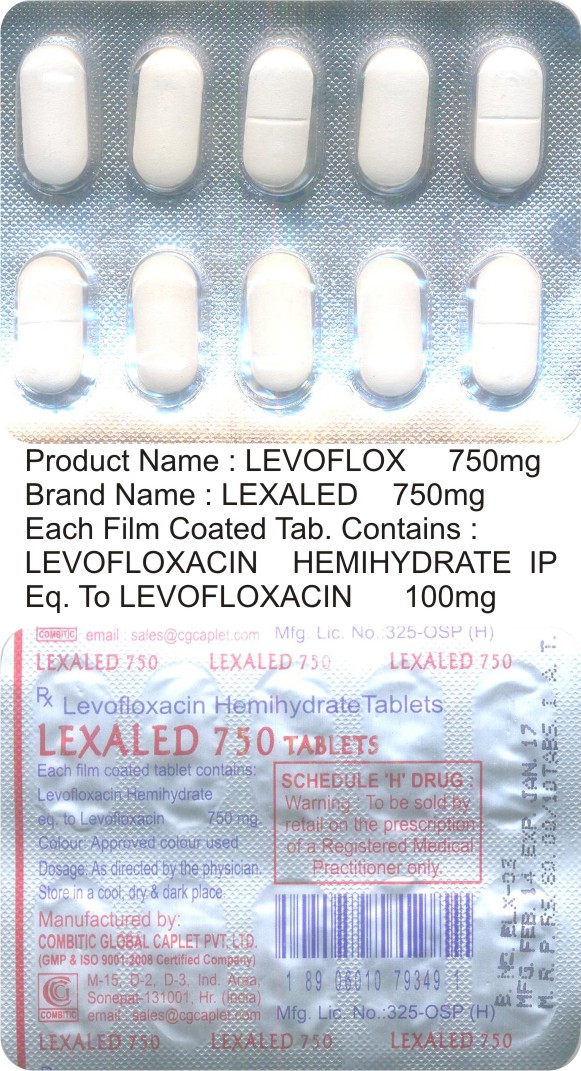 Product Name : LEVOFLOX 750mg
Brand Name : LEXALED 750mg
Each Film Coated Tab. Contains :
LEVOFLOXACIN HEMIHYDRATE IP
Eq. To LEVOFLOXACIN 100mg
COMBITIC email : sales@cgcaplet.com Mfg. Lic. No.:325-OSP (H)
LEXALED 750 LEXALED 750 LEXALED 750
Rx Levofloxacin Hemihydrate Tablets
LEXALED 750 TABLETS
Each film coated tablet contains:
Levofloxacin Hemihydrate
eq. to Levofloxacin 750 mg.
Colour: Approved colour used
Dosage: As directed by the physician.
Store in a cool, dry & dark place
SCHEDULE 'H' DRUG :
Warning : To be sold by
retail on the prescription
of a Registered Medical
Practitioner only.
Manufactured by:
COMBITIC GLOBAL CAPLET PVT. LTD.
(GMP & ISO 9001:2008 Certified Company)
M-15, D-2, D-3, Ind. Area,
Sonepat-131001, Hr. (India)
email : sales@cgcaplet.com
COMBITIC
1 89 06010 79349 1
Mfg. Lic. No.:325-OSP (H)
LEXALED 750 LEXALED 750 LEXALED 750
B. NO. BLX-02
MFG. FEB. 14 EXP. JAN. 17
M. R. P. RS.